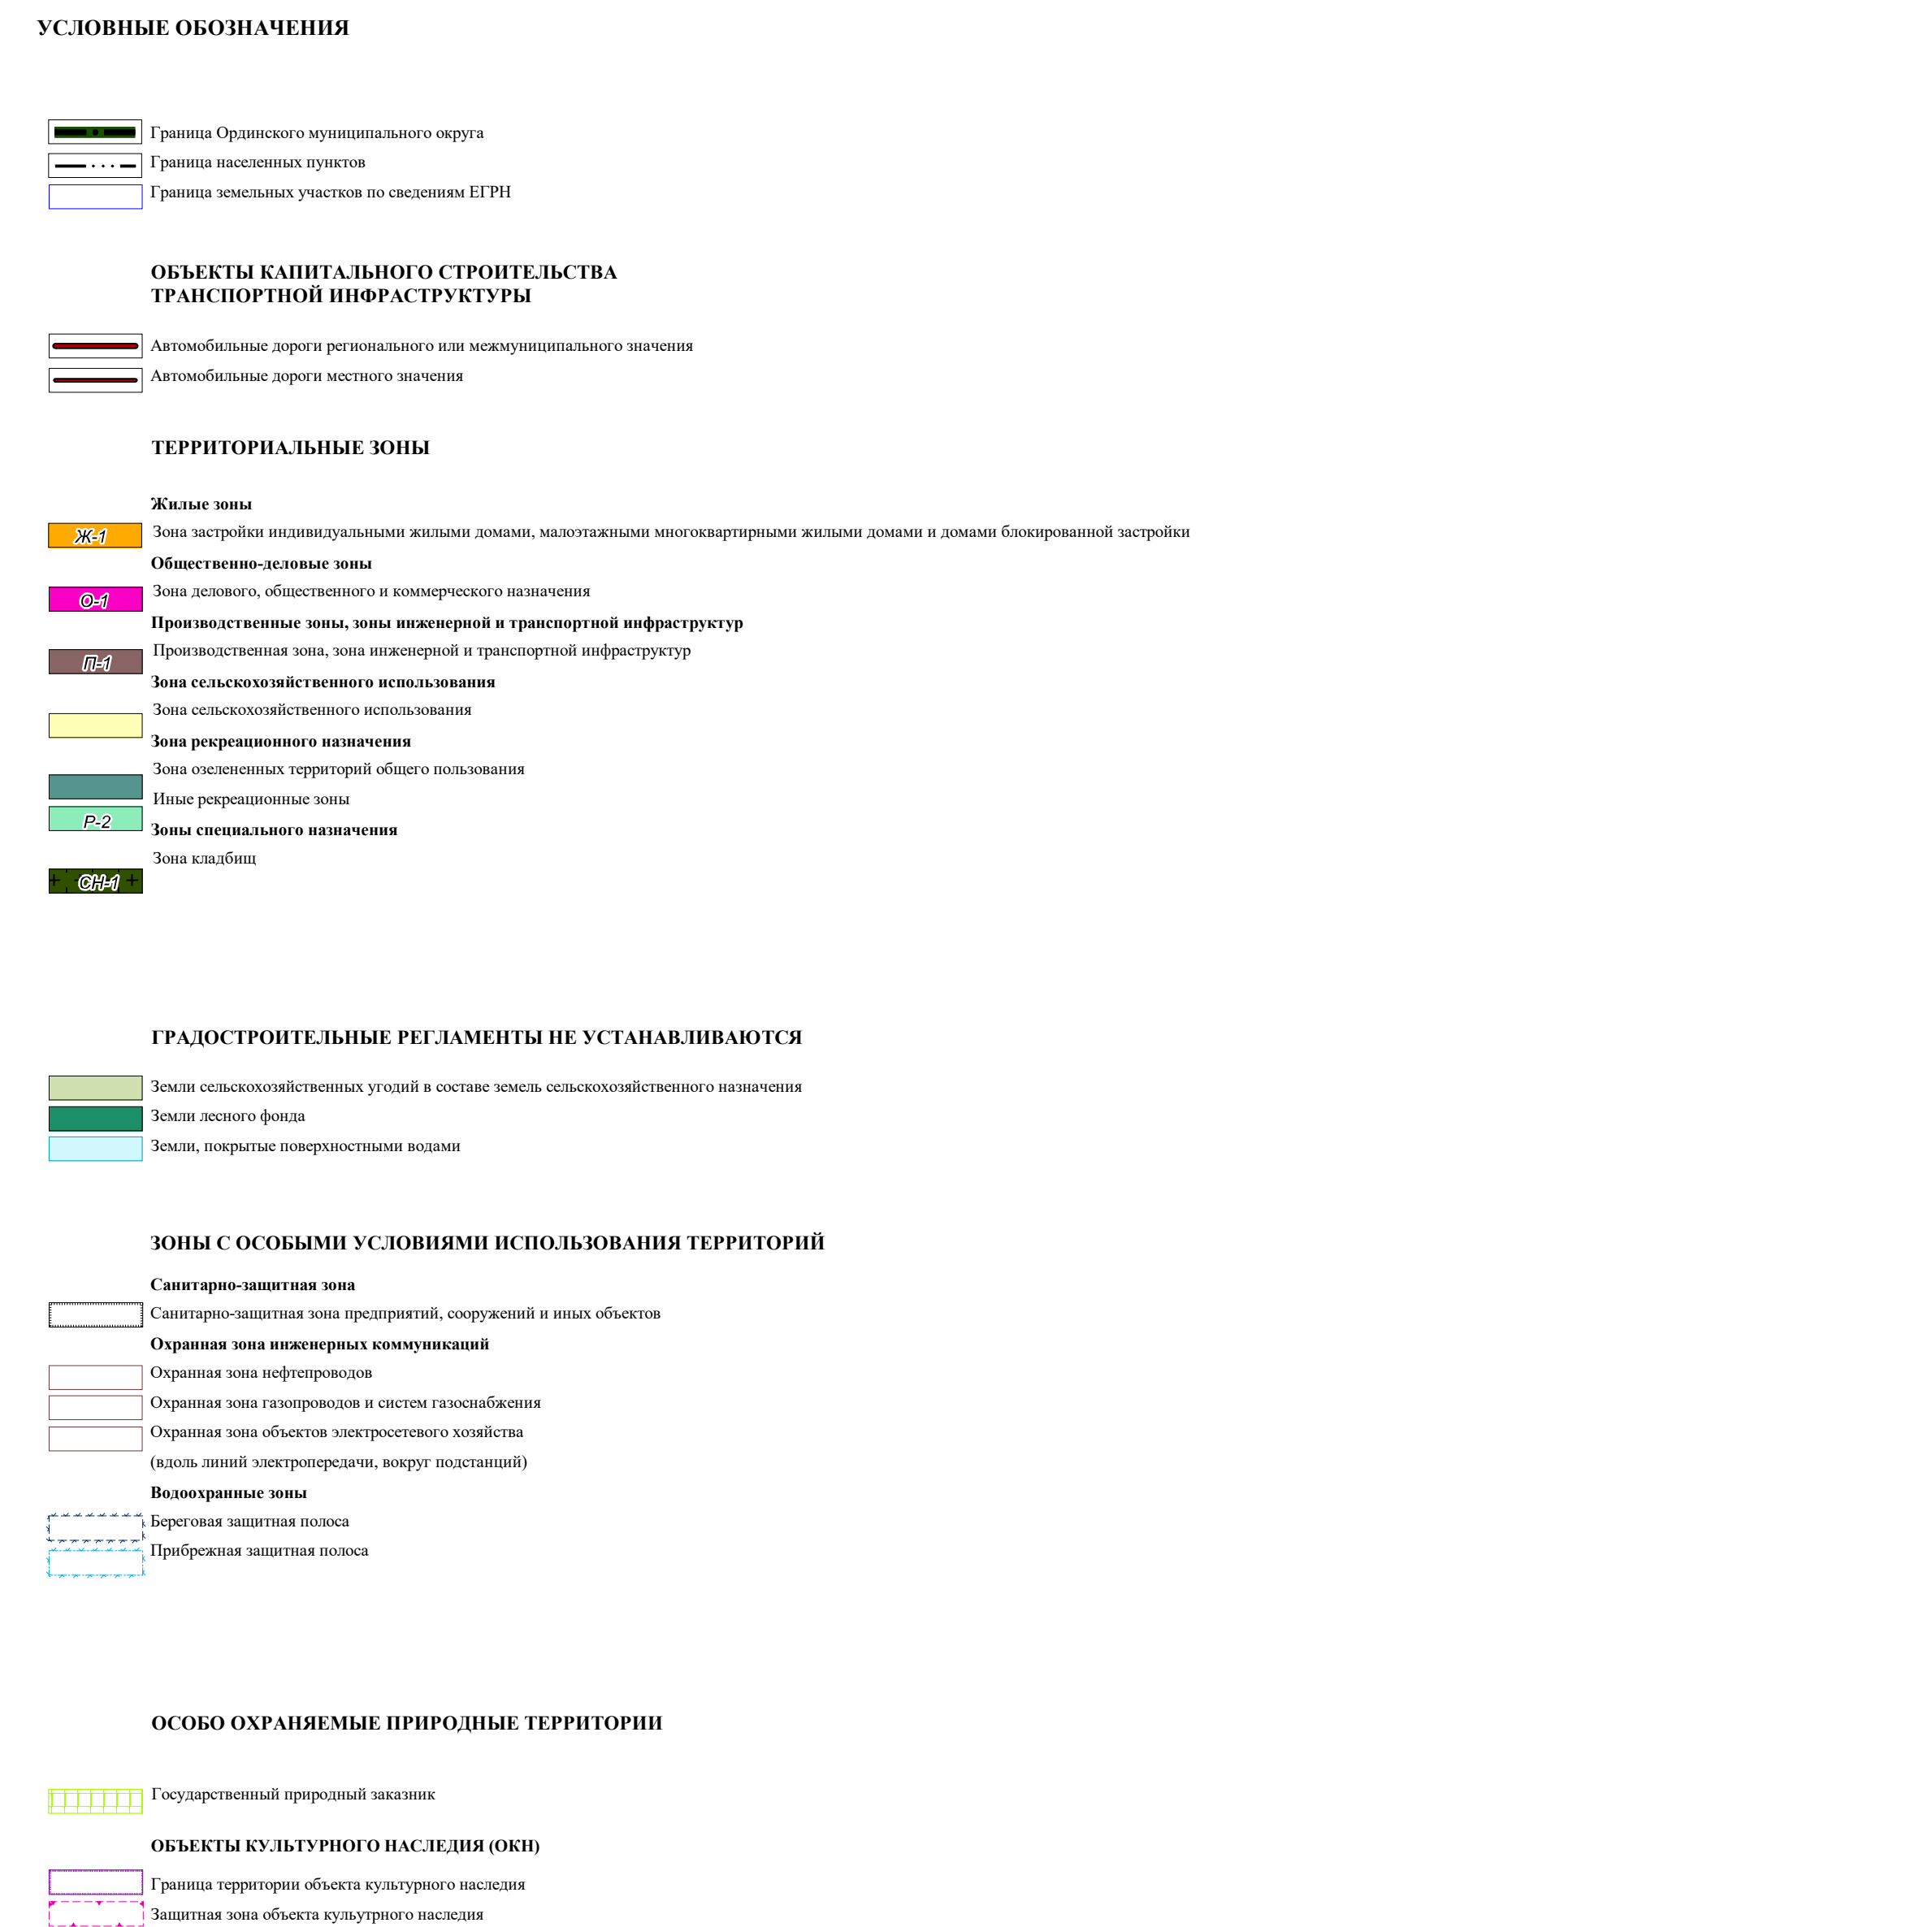 УСЛОВНЫЕ ОБОЗНАЧЕНИЯ
Граница Ординского муниципального округа
Граница населенных пунктов
Граница земельных участков по сведениям ЕГРН
ОБЪЕКТЫ КАПИТАЛЬНОГО СТРОИТЕЛЬСТВА
ТРАНСПОРТНОЙ ИНФРАСТРУКТУРЫ
Автомобильные дороги регионального или межмуниципального значения
Автомобильные дороги местного значения
ТЕРРИТОРИАЛЬНЫЕ ЗОНЫ
Жилые зоны
Ж-1 Зона застройки индивидуальными жилыми домами, малоэтажными многоквартирными жилыми домами и домами блокированной застройки
Общественно-деловые зоны
О-1 Зона делового, общественного и коммерческого назначения
Производственные зоны, зоны инженерной и транспортной инфраструктур
П-1 Производственная зона, зона инженерной и транспортной инфраструктур
Зона сельскохозяйственного использования
Зона сельскохозяйственного использования
Зона рекреационного назначения
Зона озелененных территорий общего пользования
Р-2 Иные рекреационные зоны
Зоны специального назначения
СН-1 Зона кладбищ
ГРАДОСТРОИТЕЛЬНЫЕ РЕГЛАМЕНТЫ НЕ УСТАНАВЛИВАЮТСЯ
Земли сельскохозяйственных угодий в составе земель сельскохозяйственного назначения
Земли лесного фонда
Земли, покрытые поверхностными водами
ЗОНЫ С ОСОБЫМИ УСЛОВИЯМИ ИСПОЛЬЗОВАНИЯ ТЕРРИТОРИЙ
Санитарно-защитная зона
Санитарно-защитная зона предприятий, сооружений и иных объектов
Охранная зона инженерных коммуникаций
Охранная зона нефтепроводов
Охранная зона газопроводов и систем газоснабжения
Охранная зона объектов электросетевого хозяйства
(вдоль линий электропередачи, вокруг подстанций)
Водоохранные зоны
Береговая защитная полоса
Прибрежная защитная полоса
ОСОБО ОХРАНЯЕМЫЕ ПРИРОДНЫЕ ТЕРРИТОРИИ
Государственный природный заказник
ОБЪЕКТЫ КУЛЬТУРНОГО НАСЛЕДИЯ (ОКН)
Граница территории объекта культурного наследия
Защитная зона объекта кульутрного наследия